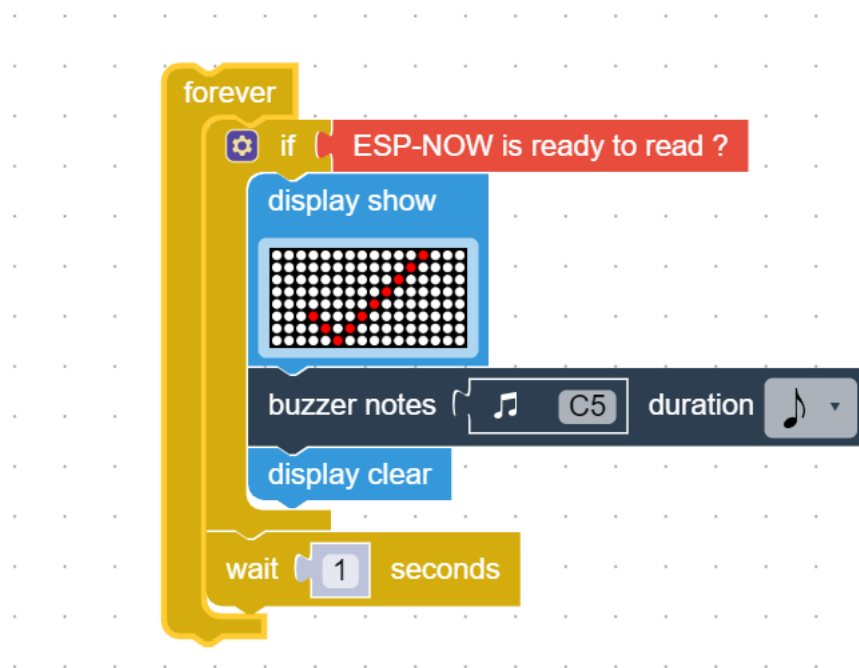 forever
if ESP-NOW is ready to read ?
display show
buzzer notes C5 duration
display clear
wait 1 seconds